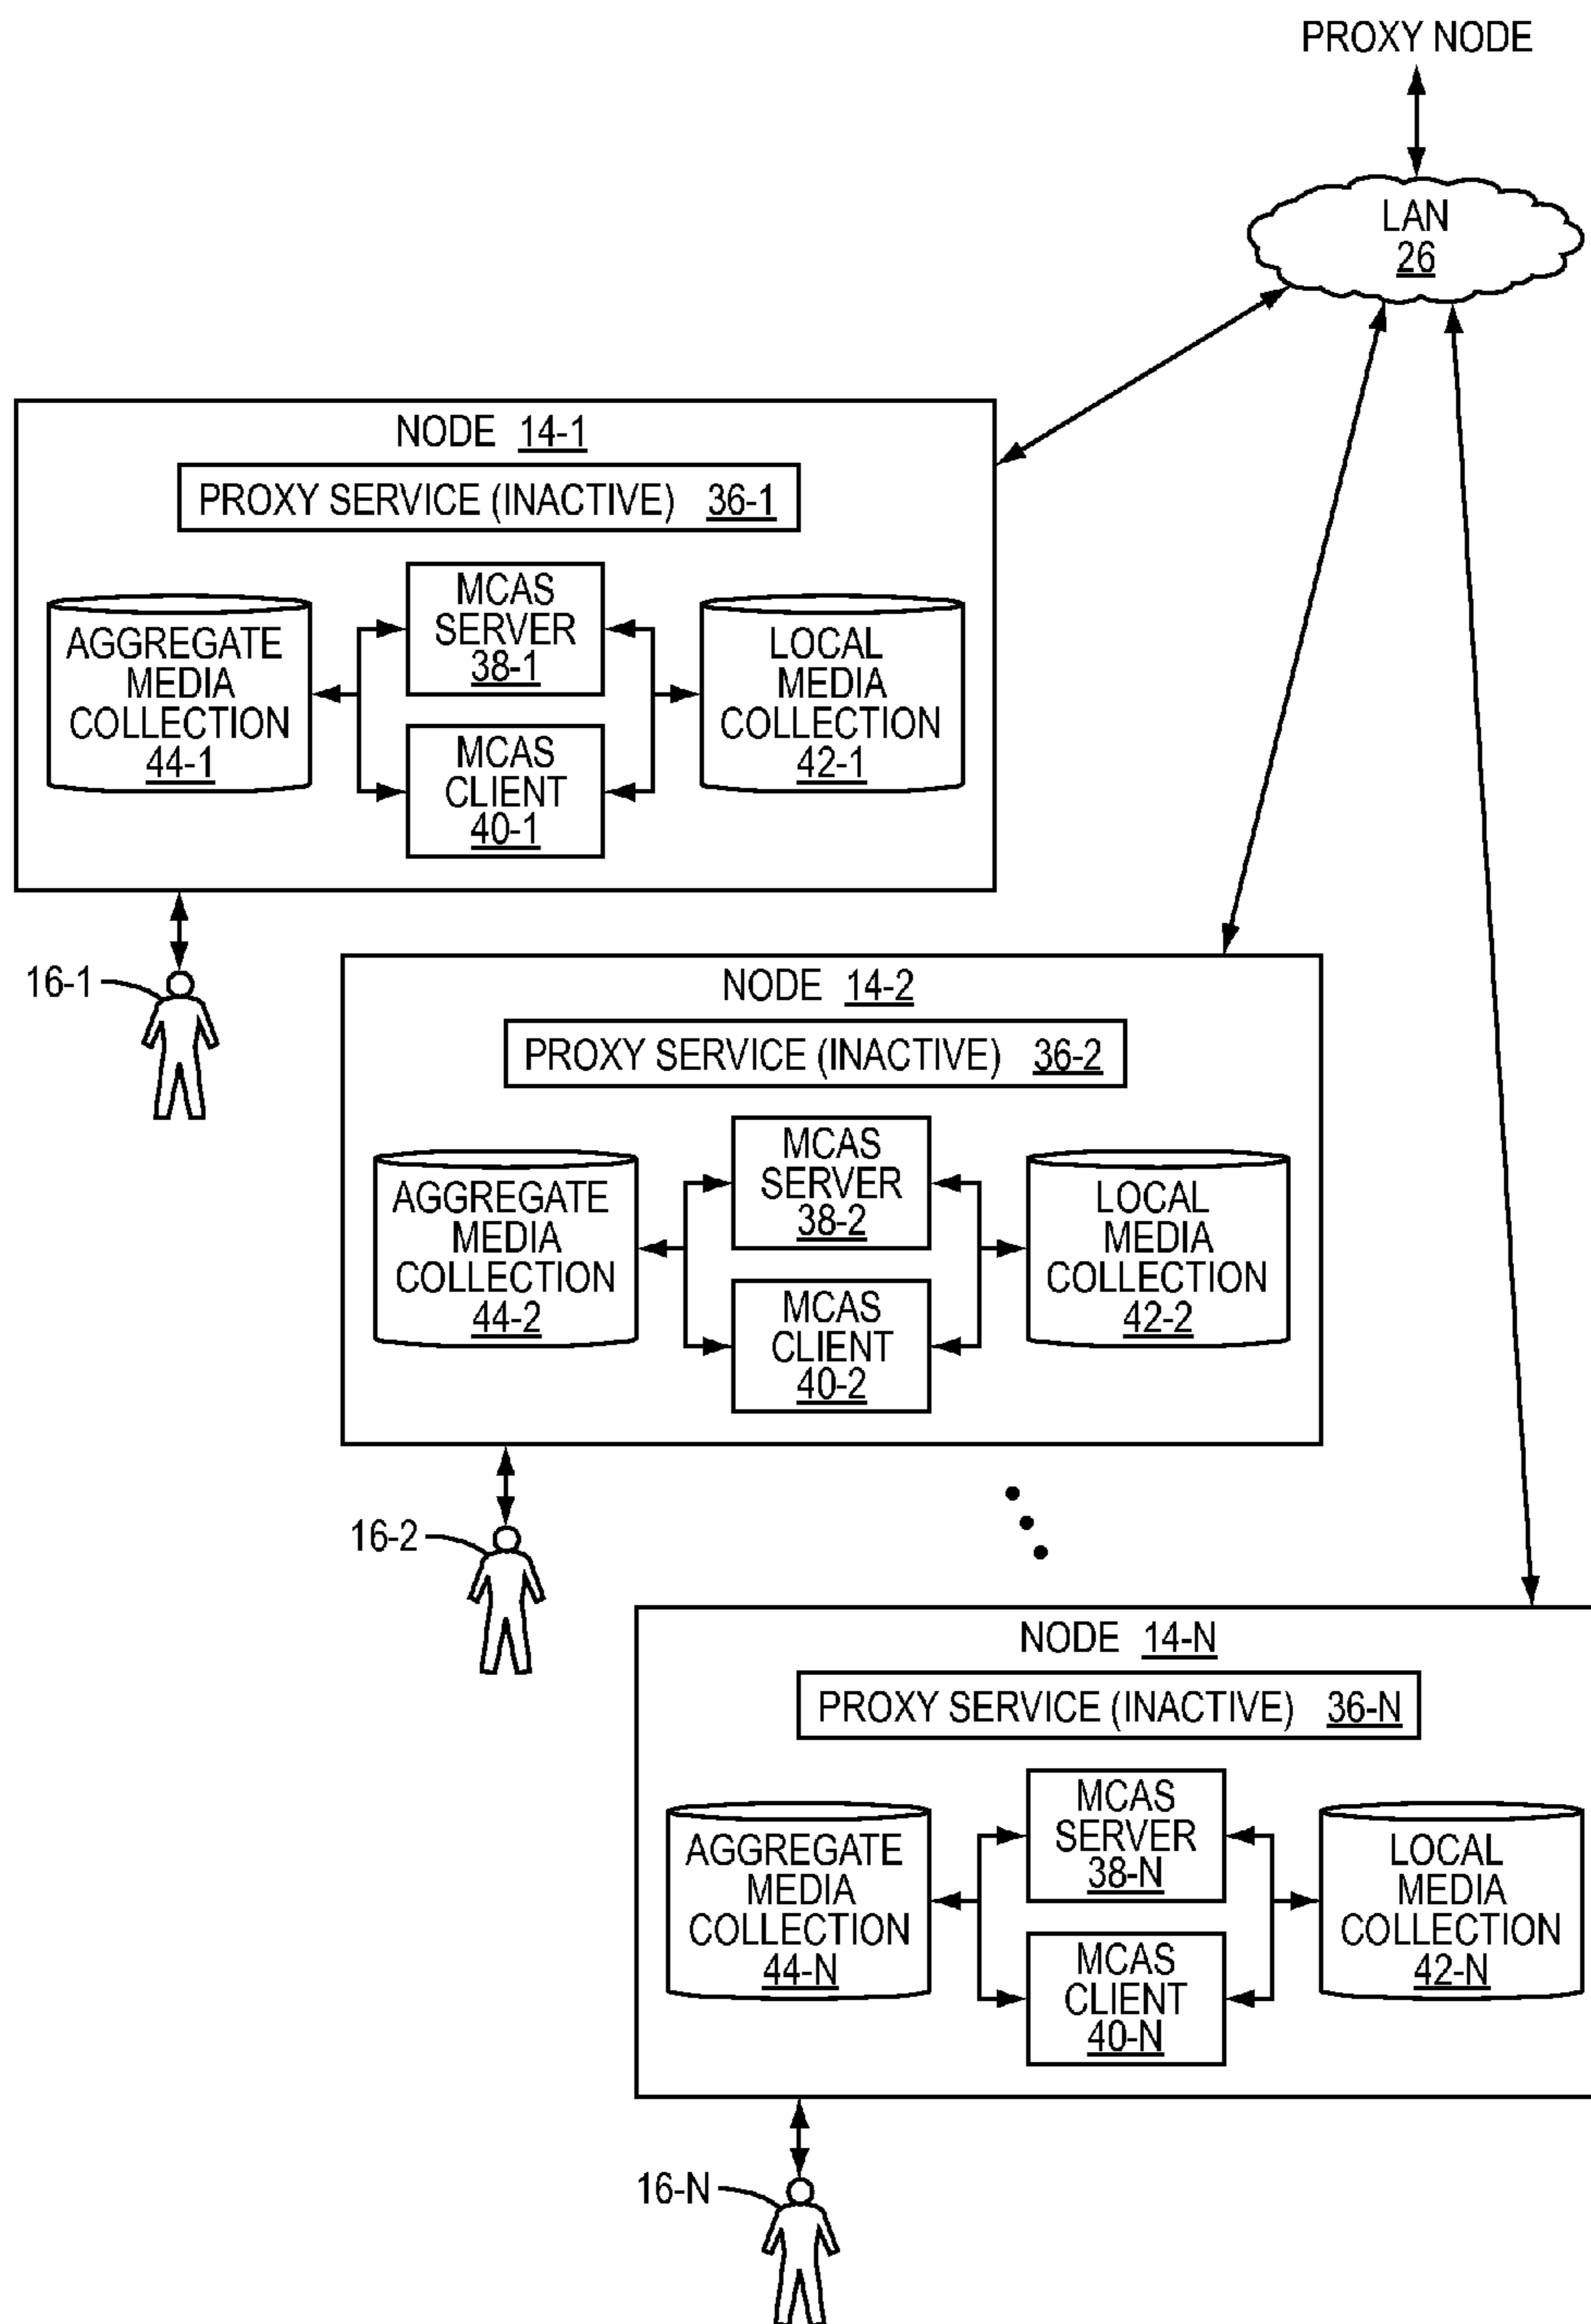 PROXY NODE
LAN
26
NODE 14-1
PROXY SERVICE (INACTIVE) 36-1
AGGREGATE
MEDIA
COLLECTION
44-1
MCAS
SERVER
38-1
MCAS
CLIENT
40-1
LOCAL
MEDIA
COLLECTION
42-1
16-1
NODE 14-2
PROXY SERVICE (INACTIVE) 36-2
AGGREGATE
MEDIA
COLLECTION
44-2
MCAS
SERVER
38-2
MCAS
CLIENT
40-2
LOCAL
MEDIA
COLLECTION
42-2
16-2
NODE 14-N
PROXY SERVICE (INACTIVE) 36-N
AGGREGATE
MEDIA
COLLECTION
44-N
MCAS
SERVER
38-N
MCAS
CLIENT
40-N
LOCAL
MEDIA
COLLECTION
42-N
16-N